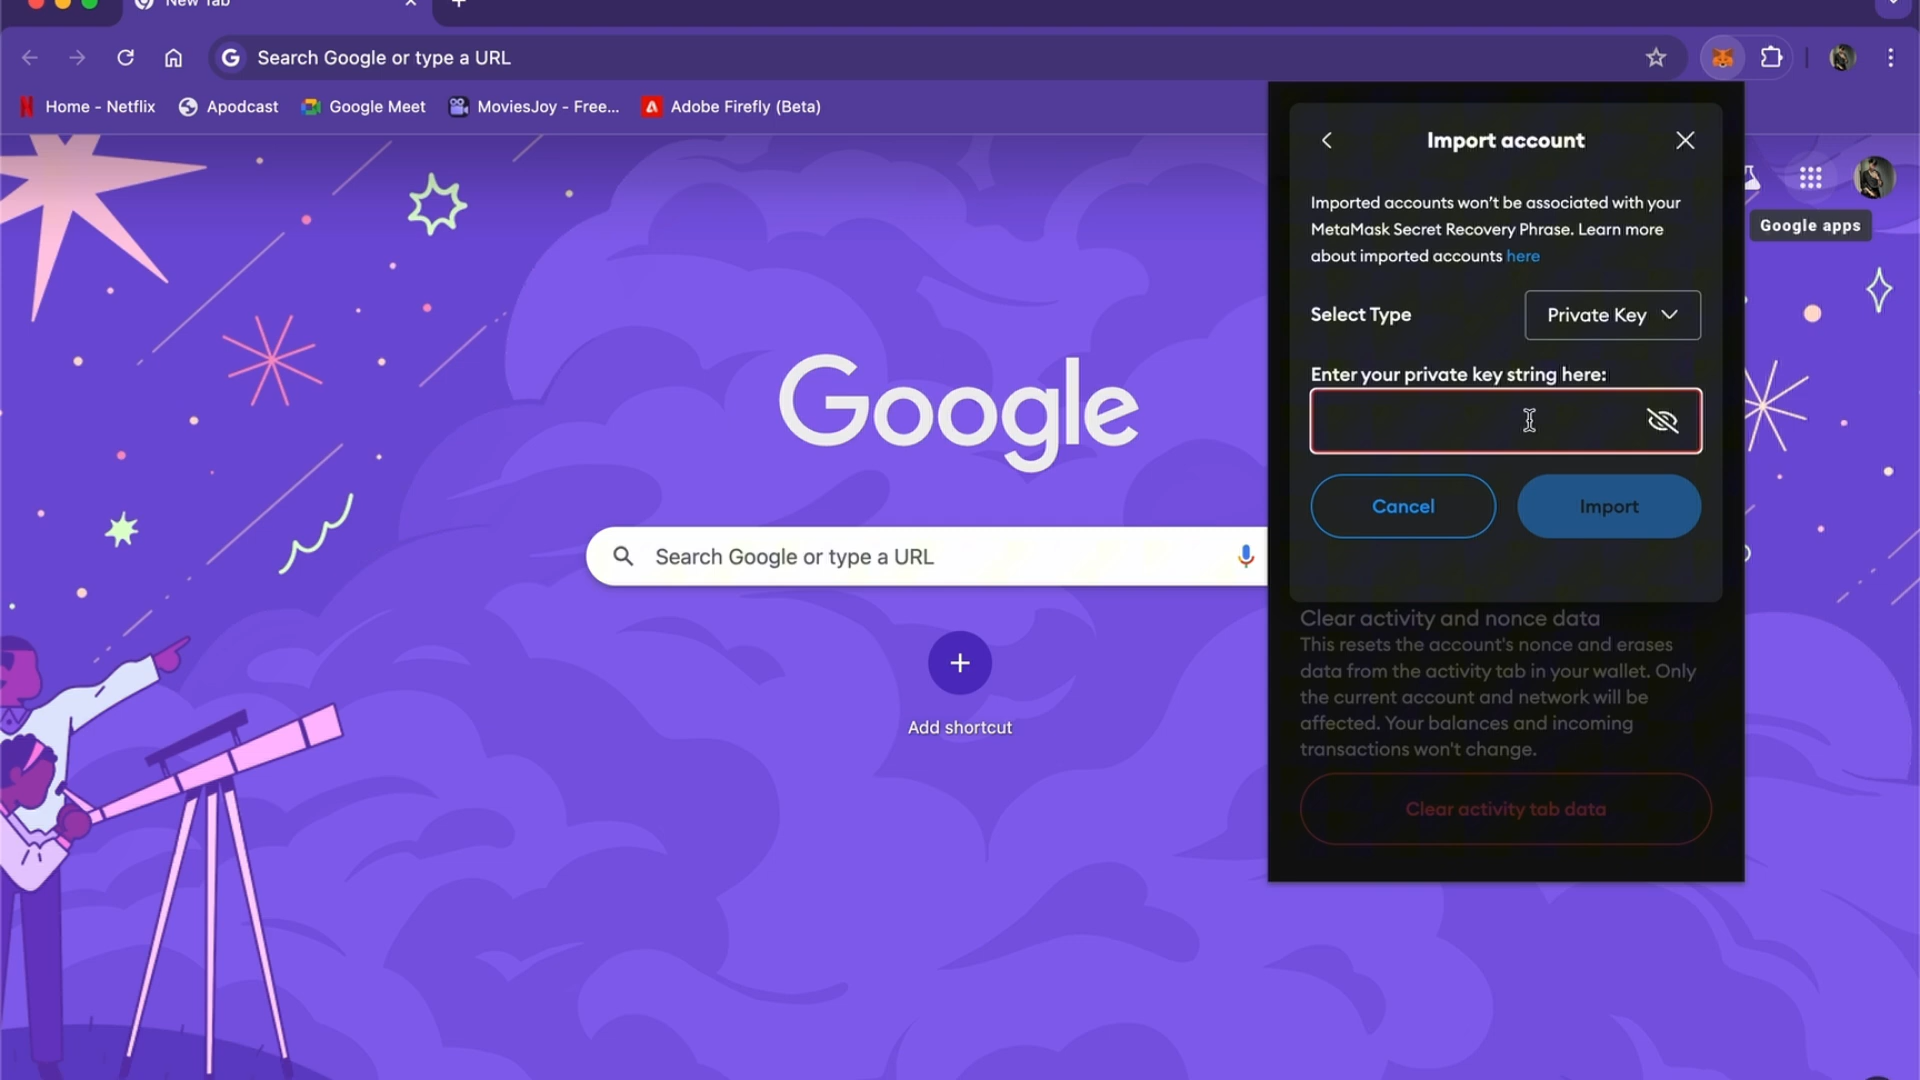 New Tab
Search Google or type a URL
Home - Netflix
Apodcast
Google Meet
MoviesJoy - Free...
Adobe Firefly (Beta)
Import account
Imported accounts won't be associated with your
MetaMask Secret Recovery Phrase. Learn more
about imported accounts here
Google apps
Select Type
Private Key
Enter your private key string here:
Google
Cancel
Import
Search Google or type a URL
Clear activity and nonce data
This resets the account's nonce and erases
data from the activity tab in your wallet. Only
the current account and network will be
affected. Your balances and incoming
transactions won't change.
Add shortcut
Clear activity tab data